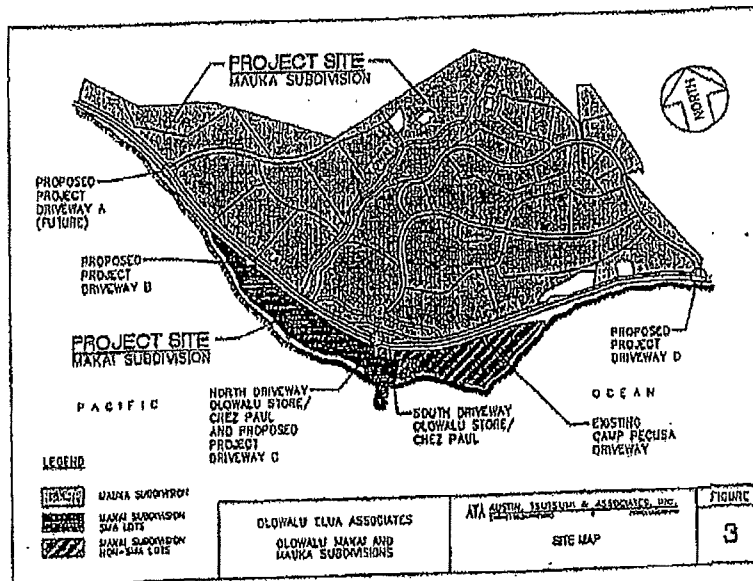 PROJECT SITE
MAUKA SUBDIVISION
NORTH
PROPOSED
PROJECT
DRIVEWAY A
(FUTURE)
PROPOSED
PROJECT
DRIVEWAY B
PROJECT SITE
MAKAI SUBDIVISION
PROPOSED
PROJECT
DRIVEWAY D
PACIFIC
NORTH DRIVEWAY
OLOWALU STORE/
CHEZ PAUL
AND PROPOSED
PROJECT
DRIVEWAY C
SOUTH DRIVEWAY
OLOWALU STORE/
CHEZ PAUL
OCEAN
EXISTING
CAMP PECUSA
DRIVEWAY
LEGEND
MAUKA SUBDIVISION
MAKAI SUBDIVISION
SMA LOTS
MAKAI SUBDIVISION
NON-SMA LOTS
OLOWALU ELUA ASSOCIATES
OLOWALU MAKAI AND
MAUKA SUBDIVISIONS
ATA AUSTIN, TSUTSUMI & ASSOCIATES, INC.
SITE MAP
FIGURE
3